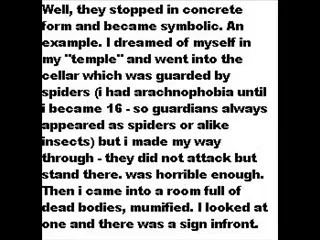 Well, they stopped in concrete
form and became symbolic. An
example. I dreamed of myself in
my "temple" and went into the
cellar which was guarded by
spiders (i had arachnophobia until
i became 16 - so guardians always
appeared as spiders or alike
insects) but i made my way
through - they did not attack but
stand there. was horrible enough.
Then i came into a room full of
dead bodies, mumified. I looked at
one and there was a sign infront.